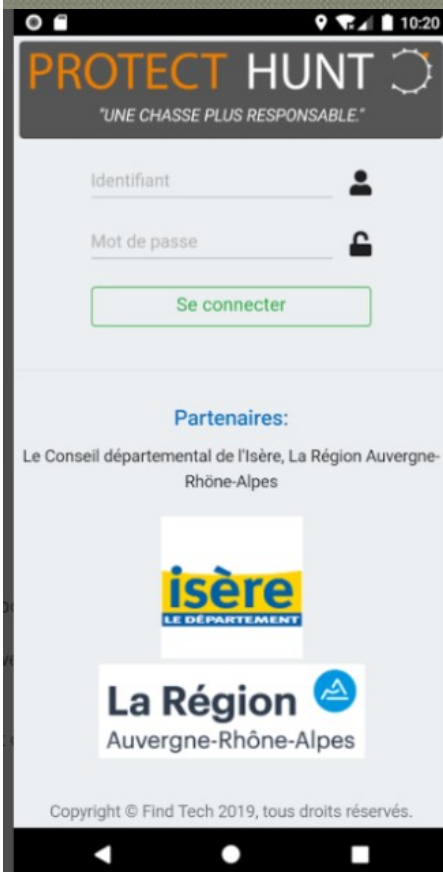 10:20
PROTECT HUNT
"UNE CHASSE PLUS RESPONSABLE."
Identifiant
Mot de passe
Se connecter
Partenaires:
Le Conseil départemental de l'Isère, La Région Auvergne-
Rhöne-Alpes
isère
LE DÉPARTEMENT
La Région
Auvergne-Rhône-Alpes
Copyright © Find Tech 2019, tous droits réservés.